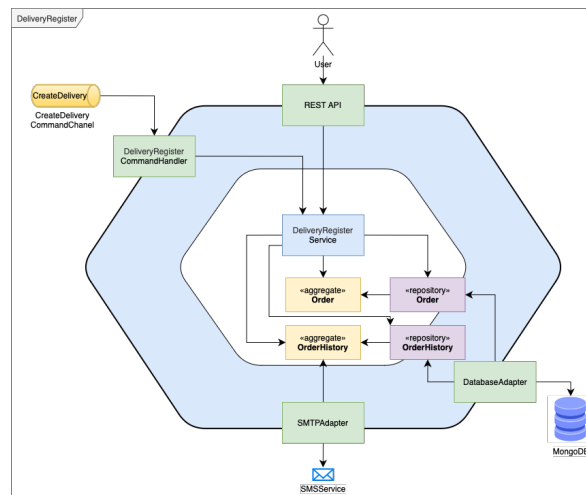 DeliveryRegister
User
CreateDelivery
CreateDelivery
CommandChanel
REST API
DeliveryRegister
CommandHandler
DeliveryRegister
Service
«aggregate»
Order
«repository»
Order
«aggregate»
OrderHistory
«repository»
OrderHistory
DatabaseAdapter
SMTPAdapter
MongoDB
SMSService